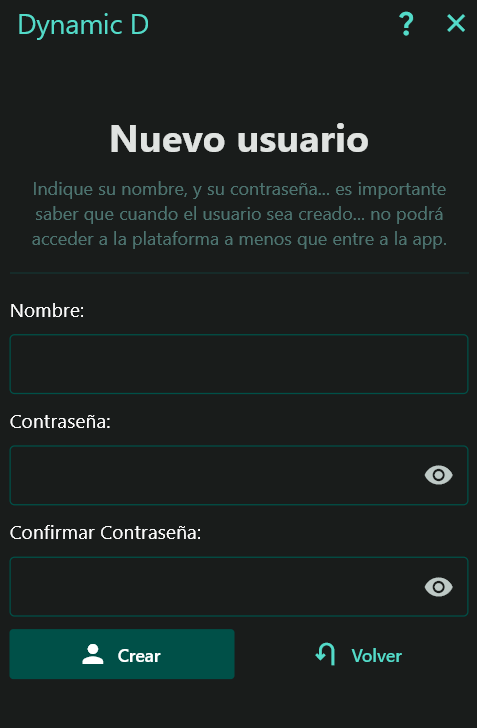 Dynamic D
Nuevo usuario
Indique su nombre, y su contraseña... es importante
saber que cuando el usuario sea creado... no podrá
acceder a la plataforma a menos que entre a la app.
Nombre:
Contraseña:
Confirmar Contraseña:
Crear
Volver